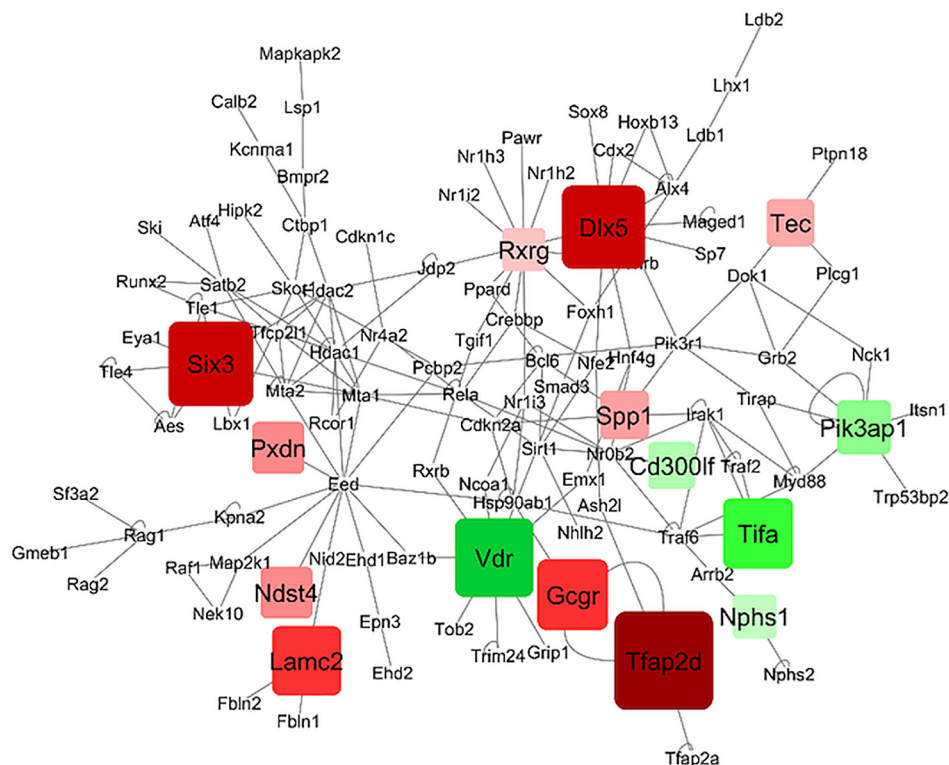 Ldb2
Mapkapk2
Lhx1
Calb2
Lsp1
Sox8
Hoxb13
Ldb1
Pawr
Kcnma1
Cdx2
Ptpn18
Nr1h3
Nr1h2
Bmpr2
Alx4
Nr1i2
Hipk2
Atf4
Ski
Ctbp1
Cdkn1c
Maged1
Tec
Dlx5
Rxrg
Sp7
Jdp2
Dok1
Plcg1
Runx2
Satb2
Hdac2
Ppard
Tle1
Foxh1
Crebbp
Tfcp2l1
Nr4a2
Eya1
Tgif1
Pik3r1
Hdac1
Bcl6
Nfe2
Hnf4g
Grb2
Nck1
Six3
Pcbp2
Tle4
Smad3
Mta2
Mta1
Rela
Nr1i3
Tirap
Itsn1
Aes
Lbx1
Rcor1
Cdkn2a
Spp1
Irak1
Pik3ap1
Pxdn
Sirt1
Nr0b2
Cd300lf
Traf2
Rxrb
Eed
Ncoa1
Emx1
Myd88
Trp53bp2
Sf3a2
Hsp90ab1
Ash2l
Kpna2
Rag1
Nhlh2
Traf6
Tifa
Gmeb1
Nid2
Ehd1
Baz1b
Vdr
Raf1
Map2k1
Rag2
Arrb2
Ndst4
Gcgr
Nek10
Epn3
Nphs1
Tob2
Trim24
Grip1
Lamc2
Tfap2d
Ehd2
Nphs2
Fbln2
Fbln1
Tfap2a